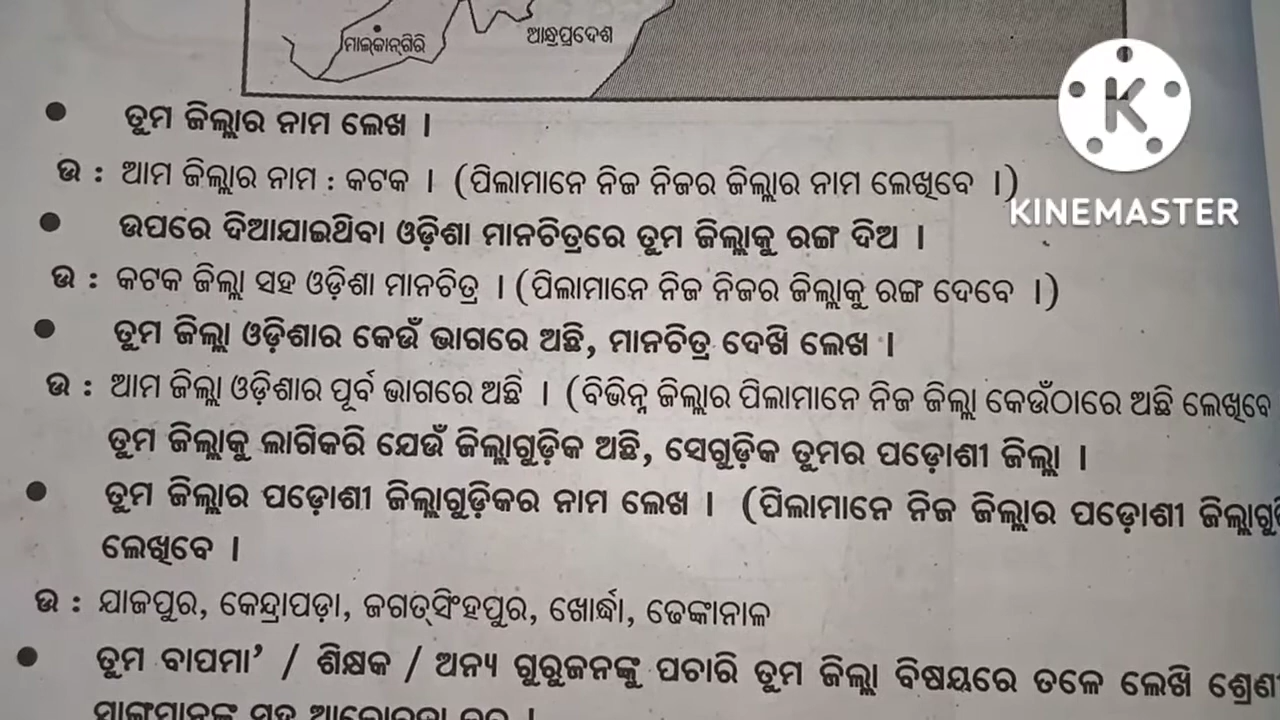 ମାଲ୍‌କାନ୍‌ଗିରି
ଆନ୍ଧ୍ରପ୍ରଦେଶ
K
KINEMASTER
• ତୁମ ଜିଲ୍ଲାର ନାମ ଲେଖ ।
ଉ : ଆମ ଜିଲ୍ଲାର ନାମ : କଟକ । (ପିଲାମାନେ ନିଜ ନିଜର ଜିଲ୍ଲାର ନାମ ଲେଖିବେ ।)
• ଉପରେ ଦିଆଯାଇଥିବା ଓଡ଼ିଶା ମାନଚିତ୍ରରେ ତୁମ ଜିଲ୍ଲାକୁ ରଙ୍ଗ ଦିଅ ।
ଉ : କଟକ ଜିଲ୍ଲା ସହ ଓଡ଼ିଶା ମାନଚିତ୍ର । (ପିଲାମାନେ ନିଜ ନିଜର ଜିଲ୍ଲାକୁ ରଙ୍ଗ ଦେବେ ।)
• ତୁମ ଜିଲ୍ଲା ଓଡ଼ିଶାର କେଉଁ ଭାଗରେ ଅଛି, ମାନଚିତ୍ର ଦେଖି ଲେଖ ।
ଉ : ଆମ ଜିଲ୍ଲା ଓଡ଼ିଶାର ପୂର୍ବ ଭାଗରେ ଅଛି । (ବିଭିନ୍ନ ଜିଲ୍ଲାର ପିଲାମାନେ ନିଜ ଜିଲ୍ଲା କେଉଁଠାରେ ଅଛି ଲେଖିବେ
ତୁମ ଜିଲ୍ଲାକୁ ଲାଗିକରି ଯେଉଁ ଜିଲ୍ଲାଗୁଡ଼ିକ ଅଛି, ସେଗୁଡ଼ିକ ତୁମର ପଡ଼ୋଶୀ ଜିଲ୍ଲା ।
• ତୁମ ଜିଲ୍ଲାର ପଡ଼ୋଶୀ ଜିଲ୍ଲାଗୁଡ଼ିକର ନାମ ଲେଖ । (ପିଲାମାନେ ନିଜ ଜିଲ୍ଲାର ପଡ଼ୋଶୀ
ଲେଖିବେ ।
ଉ : ଯାଜପୁର, କେନ୍ଦ୍ରାପଡ଼ା, ଜଗତ୍‌ସିଂହପୁର, ଖୋର୍ଦ୍ଧା, ଢେଙ୍କାନାଳ
• ତୁମ ବାପମା’ / ଶିକ୍ଷକ / ଅନ୍ୟ ଗୁରୁଜନଙ୍କୁ ପଚାରି ତୁମ ଜିଲ୍ଲା ବିଷୟରେ ତଳେ ଲେଖି